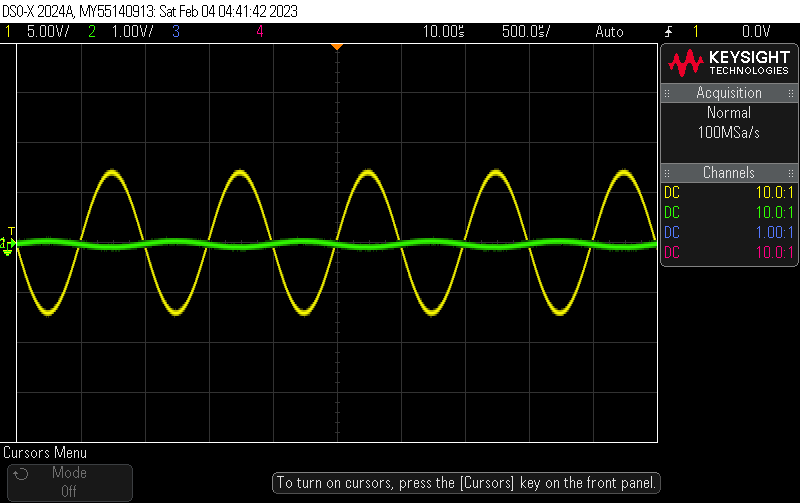 DSO-X 2024A, MY55140913: Sat Feb 04 04:41:42 2023
1 5.00V/ 2 1.00V/ 3 4 10.00s 500.0s/ Auto 1 0.0V
KEYSIGHT
TECHNOLOGIES
Acquisition
Normal
100MSa/s
Channels
DC 10.0:1
DC 10.0:1
DC 1.00:1
DC 10.0:1
T
Cursors Menu
Mode
Off
To turn on cursors, press the [Cursors] key on the front panel.